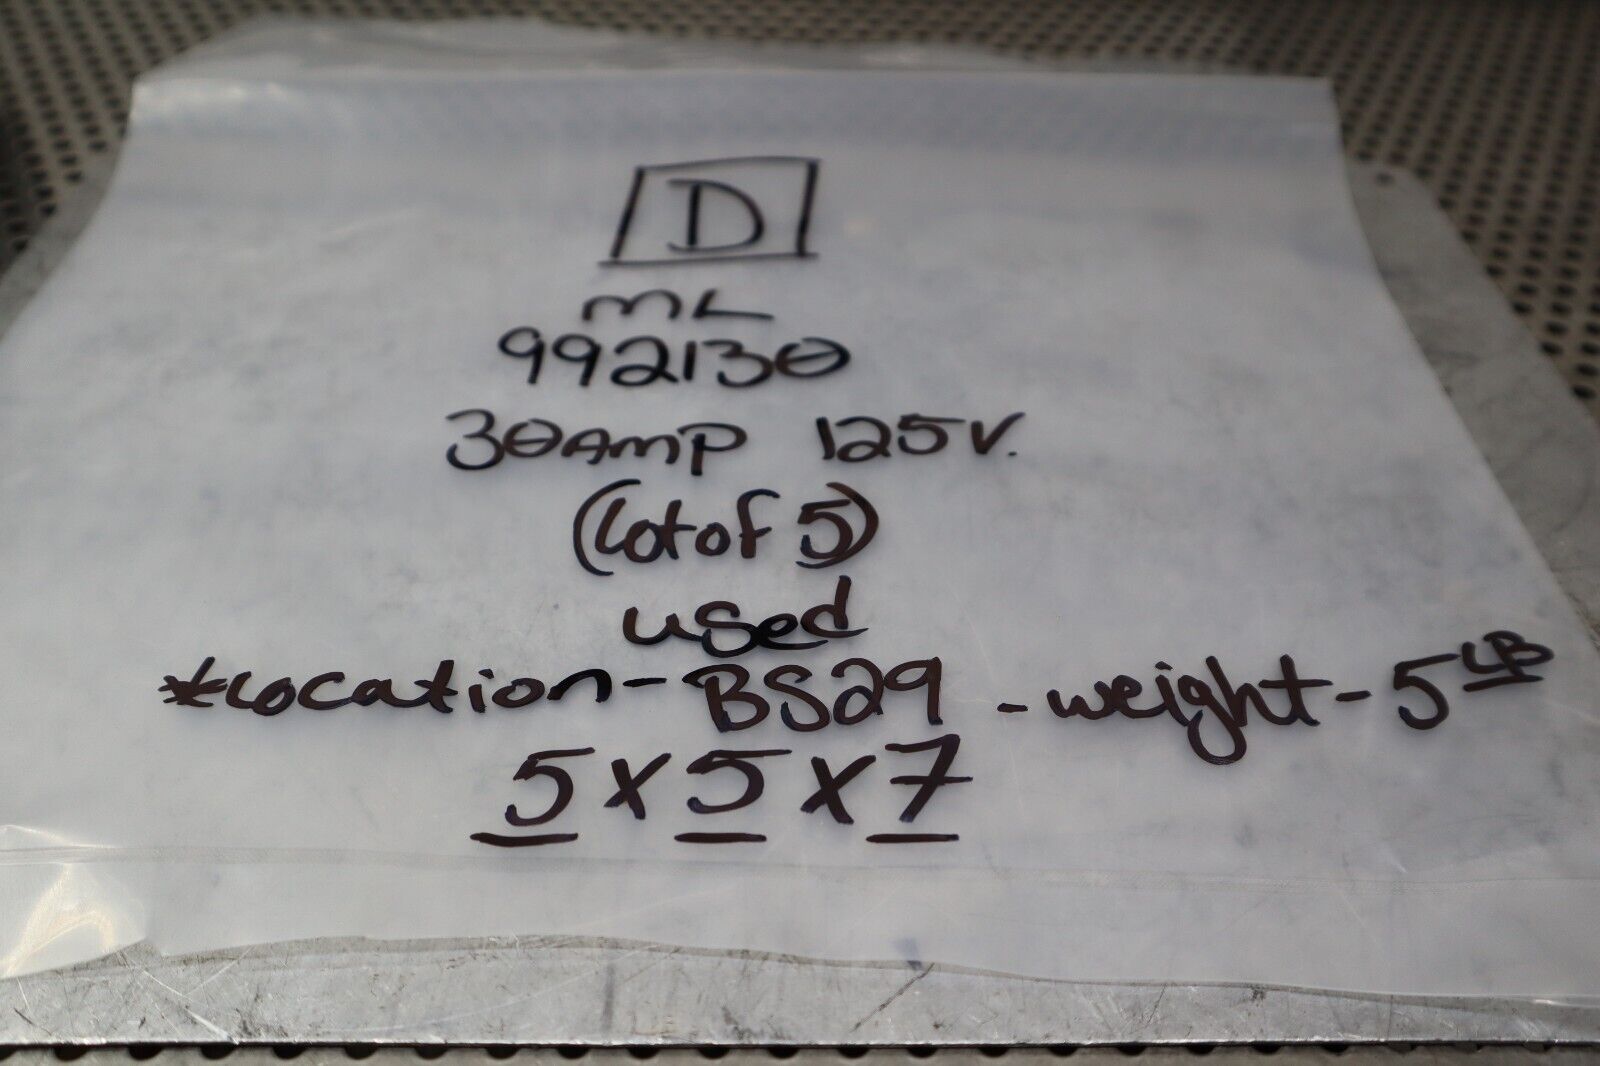 D
ML
992130
30Amp 125V.
(Lot of 5)
used
*Location-BS29 -weight-5LB
5x5x7